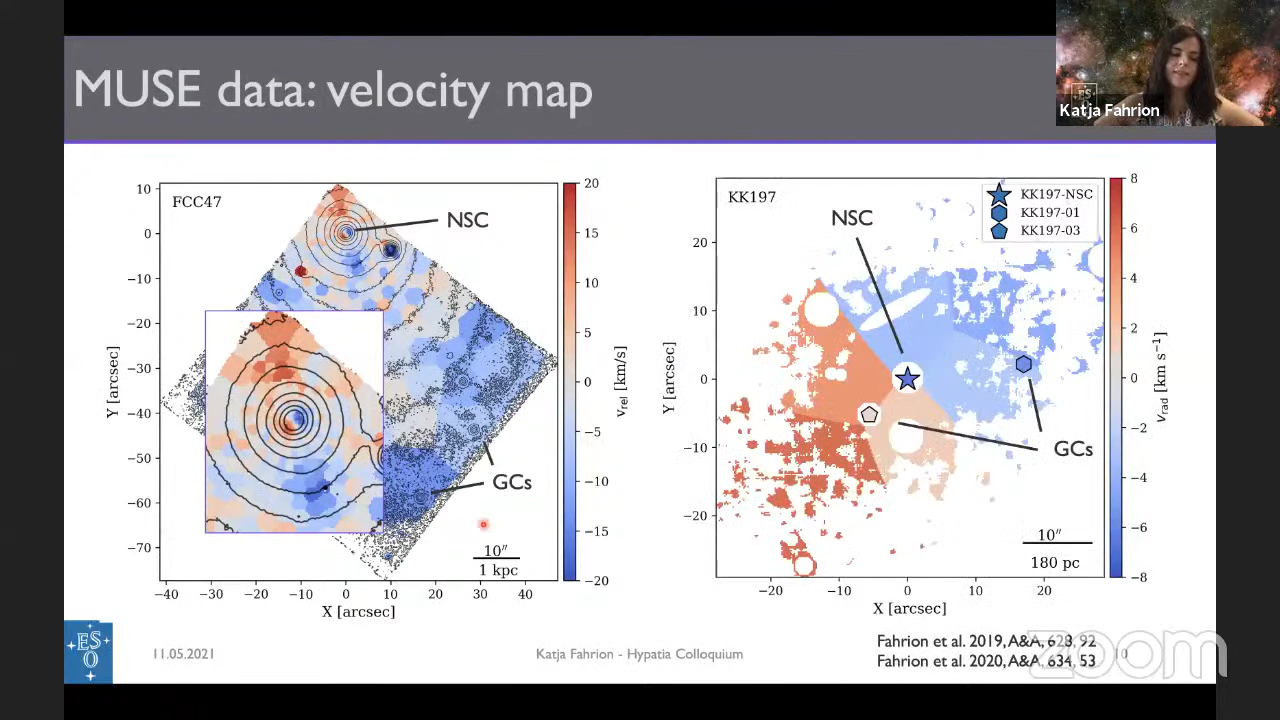 MUSE data: velocity map
Katja Fahrion
FCC47
NSC
GCs
10″
1 kpc
10
0
−10
−20
−30
−40
−50
−60
−70
Y [arcsec]
−40 −30 −20 −10 0 10 20 30 40
X [arcsec]
20
15
10
5
0
−5
−10
−15
−20
v_rel [km/s]
KK197
NSC
KK197-NSC
KK197-01
KK197-03
GCs
10″
180 pc
20
10
0
−10
−20
Y [arcsec]
−20 −10 0 10 20
X [arcsec]
8
6
4
2
0
−2
−4
−6
−8
v_rad [km s⁻¹]
ESO
11.05.2021
Katja Fahrion - Hypatia Colloquium
Fahrion et al. 2019, A&A, 628, 92
Fahrion et al. 2020, A&A, 634, 53
10
zoom